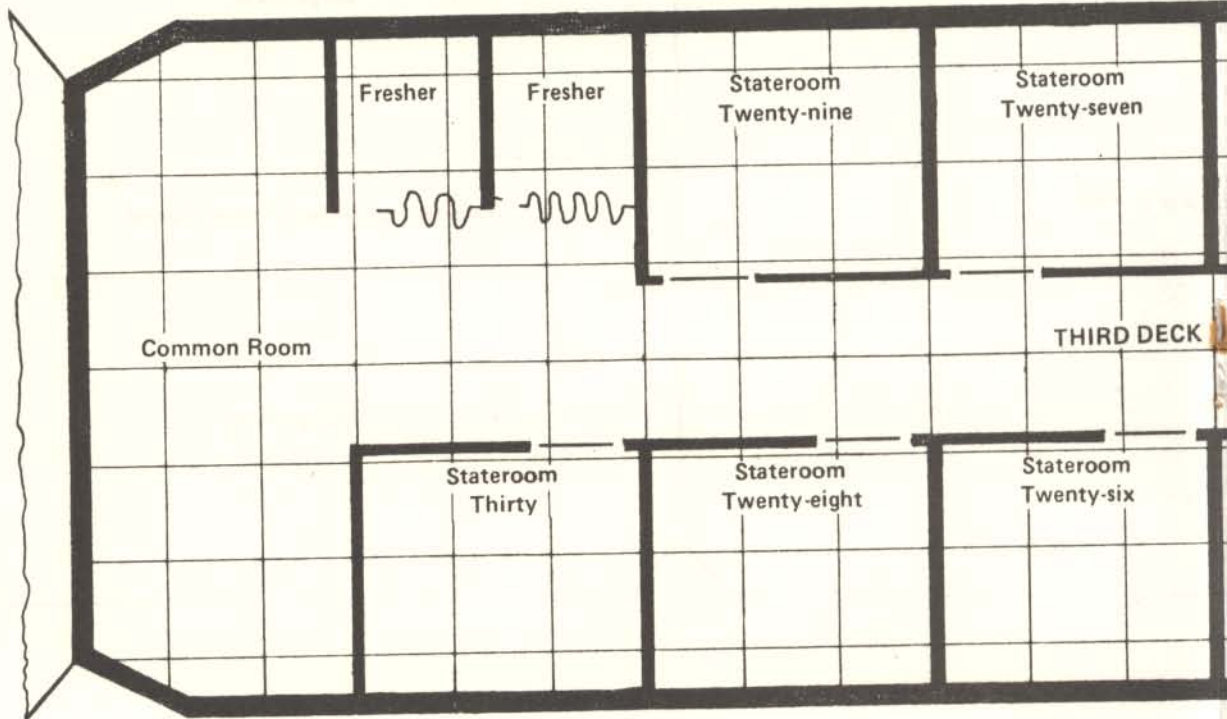 Fresher
Fresher
Stateroom
Twenty-nine
Stateroom
Twenty-seven
Common Room
THIRD DECK
Stateroom
Thirty
Stateroom
Twenty-eight
Stateroom
Twenty-six